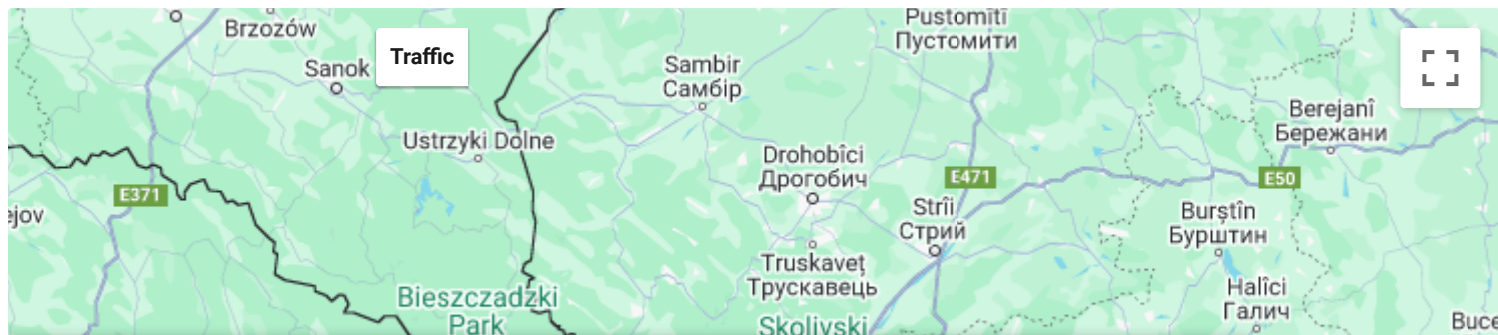 Brzozów
Sanok
Traffic
Ustrzyki Dolne
E371
ejov
Bieszczadzki
Park
Sambir
Самбір
Pustomîtî
Пустомити
Drohobîci
Дрогобич
Truskaveț
Трускавець
Skolivski
Strîi
Стрий
E471
E50
Berejanî
Бережани
Burștîn
Бурштин
Halîci
Галич
Buce